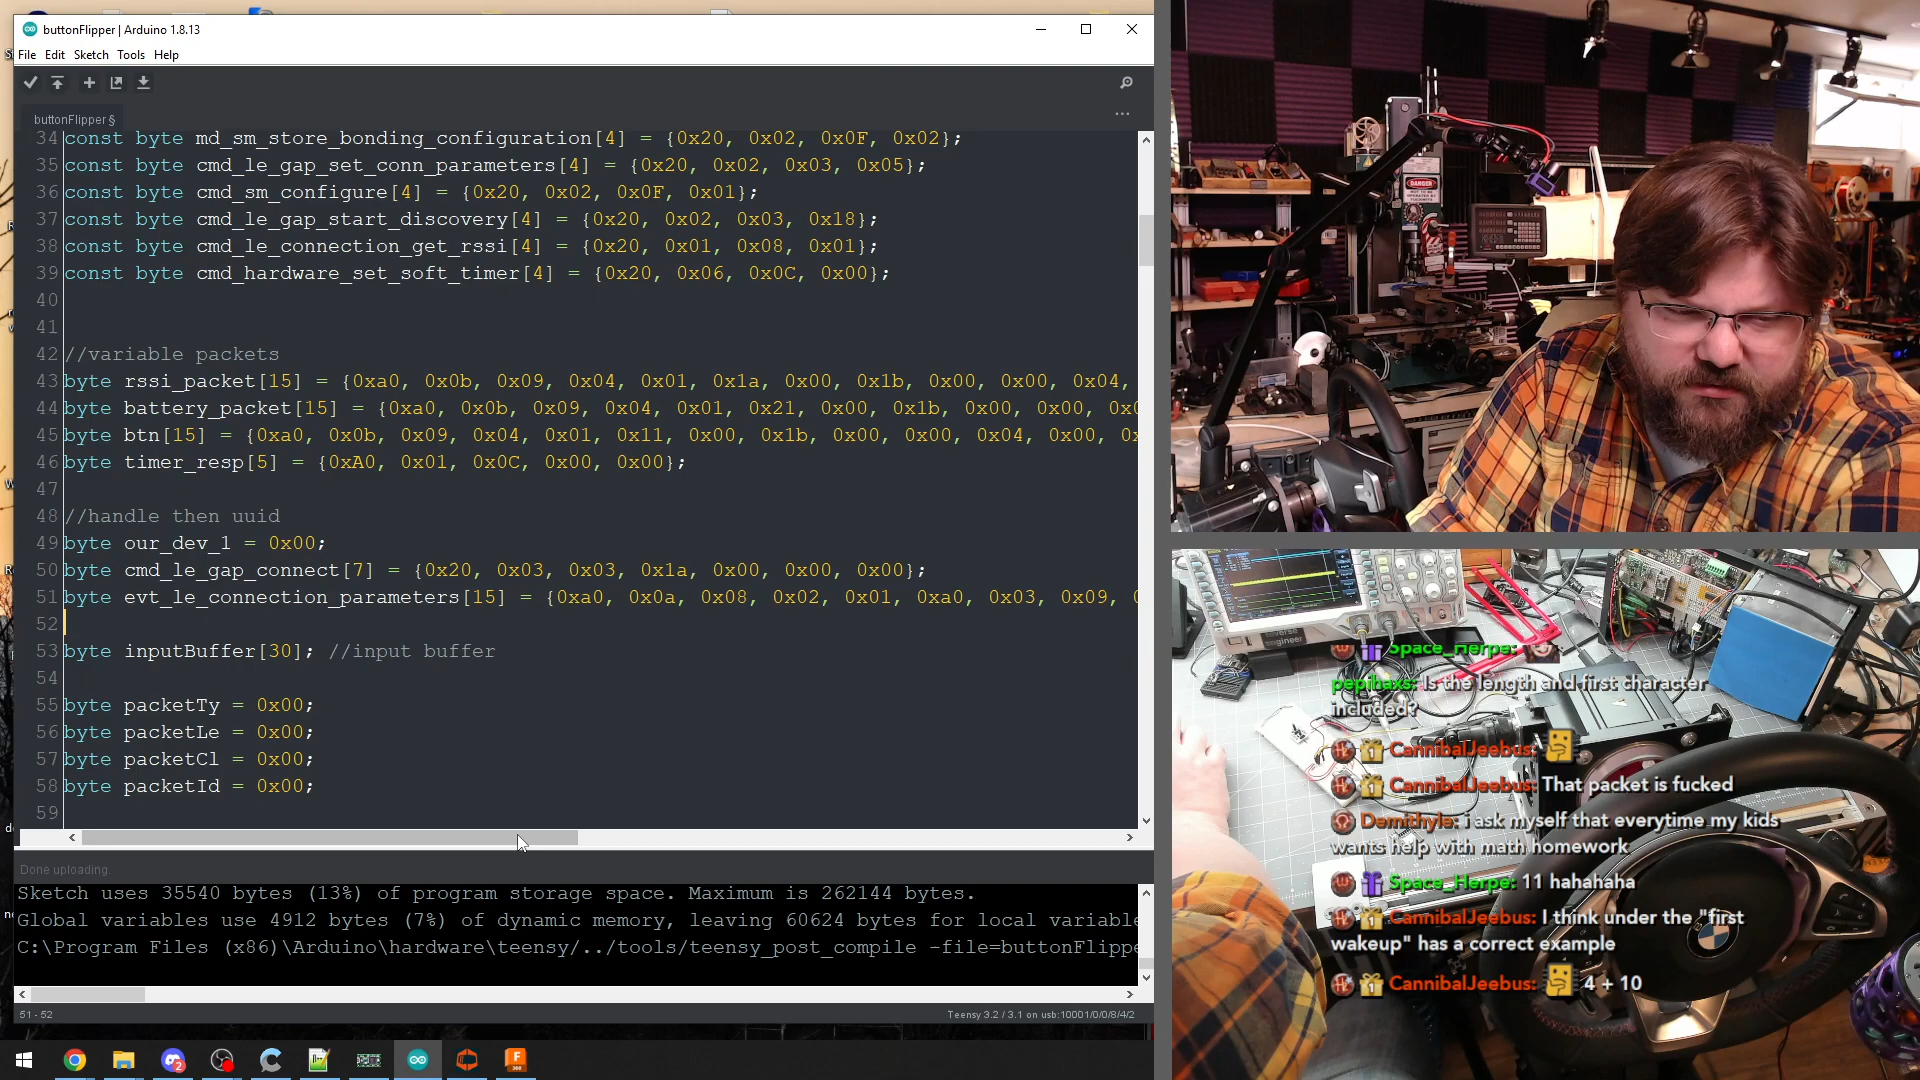 buttonFlipper | Arduino 1.8.13
File Edit Sketch Tools Help
buttonFlipper §
34 const byte md_sm_store_bonding_configuration[4] = {0x20, 0x02, 0x0F, 0x02};
35 const byte cmd_le_gap_set_conn_parameters[4] = {0x20, 0x02, 0x03, 0x05};
36 const byte cmd_sm_configure[4] = {0x20, 0x02, 0x0F, 0x01};
37 const byte cmd_le_gap_start_discovery[4] = {0x20, 0x02, 0x03, 0x18};
38 const byte cmd_le_connection_get_rssi[4] = {0x20, 0x01, 0x08, 0x01};
39 const byte cmd_hardware_set_soft_timer[4] = {0x20, 0x06, 0x0C, 0x00};
40
41
42 //variable packets
43 byte rssi_packet[15] = {0xa0, 0x0b, 0x09, 0x04, 0x01, 0x1a, 0x00, 0x1b, 0x00, 0x00, 0x04,
44 byte battery_packet[15] = {0xa0, 0x0b, 0x09, 0x04, 0x01, 0x21, 0x00, 0x1b, 0x00, 0x00,
45 byte btn[15] = {0xa0, 0x0b, 0x09, 0x04, 0x01, 0x11, 0x00, 0x1b, 0x00, 0x00, 0x04, 0x00,
46 byte timer_resp[5] = {0xA0, 0x01, 0x0C, 0x00, 0x00};
47
48 //handle then uuid
49 byte our_dev_1 = 0x00;
50 byte cmd_le_gap_connect[7] = {0x20, 0x03, 0x03, 0x1a, 0x00, 0x00, 0x00};
51 byte evt_le_connection_parameters[15] = {0xa0, 0x0a, 0x08, 0x02, 0x01, 0xa0, 0x03, 0x09,
52
53 byte inputBuffer[30]; //input buffer
54
55 byte packetTy = 0x00;
56 byte packetLe = 0x00;
57 byte packetCl = 0x00;
58 byte packetId = 0x00;
59
Done uploading.
Sketch uses 35540 bytes (13%) of program storage space. Maximum is 262144 bytes.
Global variables use 4912 bytes (7%) of dynamic memory, leaving 60624 bytes for local variable
C:\Program Files (x86)\Arduino\hardware\teensy/../tools/teensy_post_compile -file=buttonFlippe
51 - 52
Teensy 3.2 / 3.1 on usb:10001/0/0/8/4/2
DANGER
Space_Herpe:
pepihaxs: Is the length and first character
included?
CannibalJeebus:
CannibalJeebus: That packet is fucked
Demithyle: i ask myself that everytime my kids
wants help with math homework
Space_Herpe: 11 hahahaha
CannibalJeebus: I think under the "first
wakeup" has a correct example
CannibalJeebus: 4 + 10